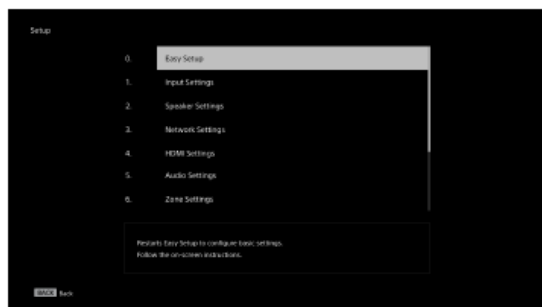 Setup
0. Easy Setup
1. Input Settings
2. Speaker Settings
3. Network Settings
4. HDMI Settings
5. Audio Settings
6. Zone Settings
Restarts Easy Setup to configure basic settings.
Follow the on-screen instructions.
BACK Back